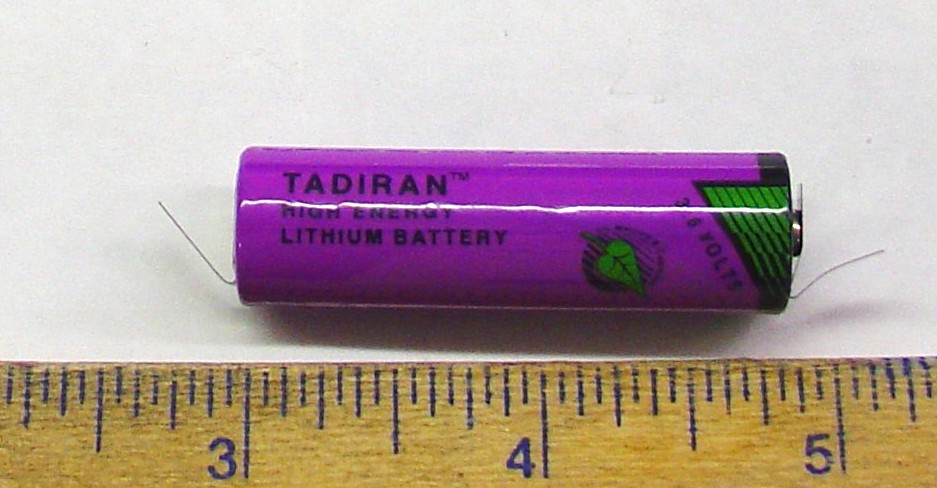 TADIRAN™
HIGH ENERGY
LITHIUM BATTERY
3.6 VOLTS
3 4 5